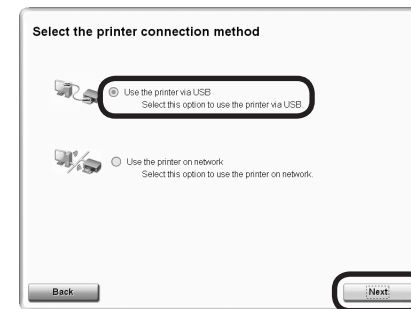 Select the printer connection method
Use the printer via USB
Select this option to use the printer via USB.
Use the printer on network
Select this option to use the printer on network.
Back
Next